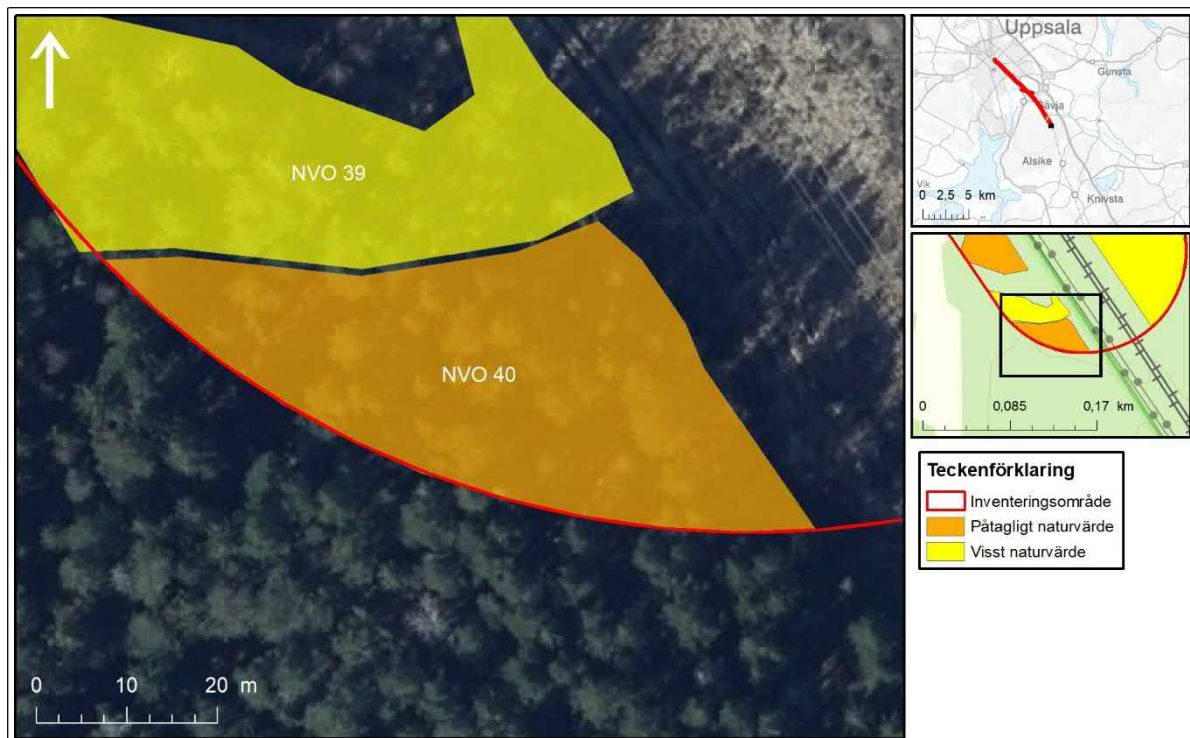 NVO 39
NVO 40
0 10 20 m
Uppsala
Gunsta
Sävja
Alsike
Vik
Knivsta
0 2,5 5 km
0 0,085 0,17 km
Teckenförklaring
Inventeringsområde
Påtagligt naturvärde
Visst naturvärde